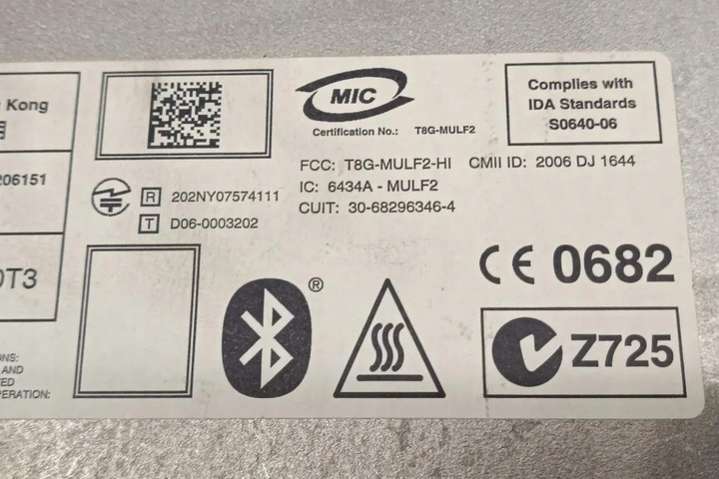 Kong
206151
DT3
NS:
AND
TED
PERATION:
R 202NY07574111
T D06-0003202
MIC
Certification No.: T8G-MULF2
FCC: T8G-MULF2-HI CMII ID: 2006 DJ 1644
IC: 6434A - MULF2
CUIT: 30-68296346-4
Complies with
IDA Standards
S0640-06
®
CE 0682
Z725